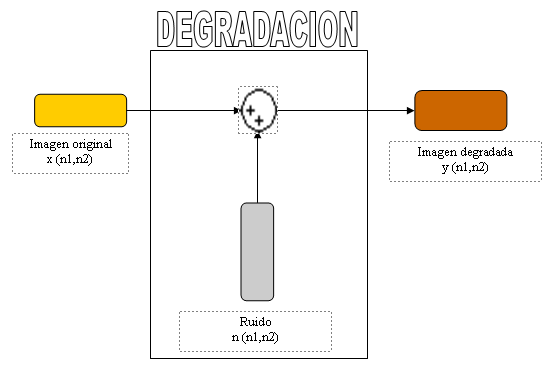 DEGRADACION
+
+
Imagen original
x (n1,n2)
Imagen degradada
y (n1,n2)
Ruido
n (n1,n2)